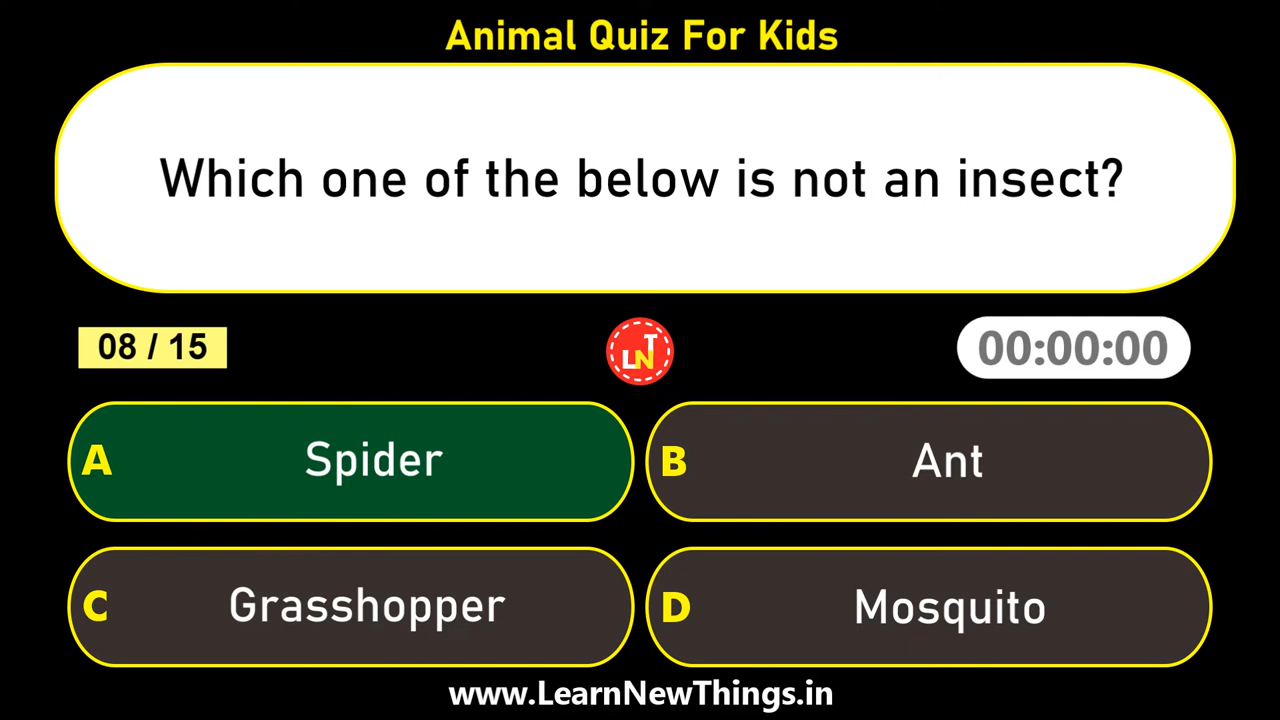 Animal Quiz For Kids
Which one of the below is not an insect?
08 / 15
LNT
00:00:00
A Spider
B Ant
C Grasshopper
D Mosquito
www.LearnNewThings.in